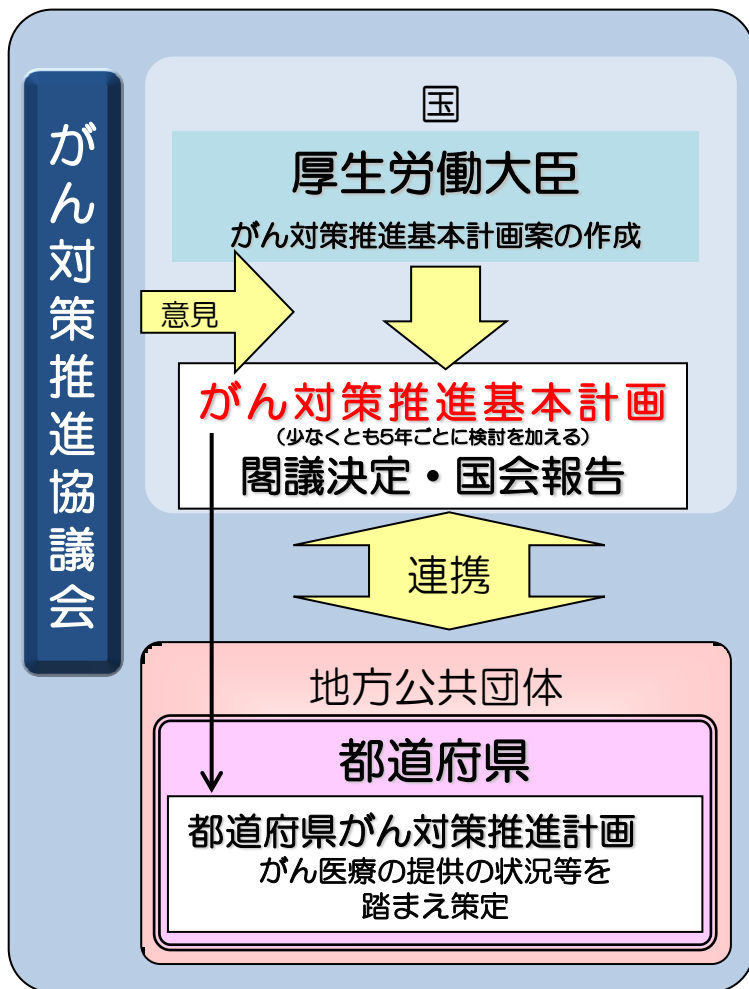 がん対策推進協議会
国
厚生労働大臣
がん対策推進基本計画案の作成
意見
がん対策推進基本計画
（少なくとも5年ごとに検討を加える）
閣議決定・国会報告
連携
地方公共団体
都道府県
都道府県がん対策推進計画
がん医療の提供の状況等を
踏まえ策定